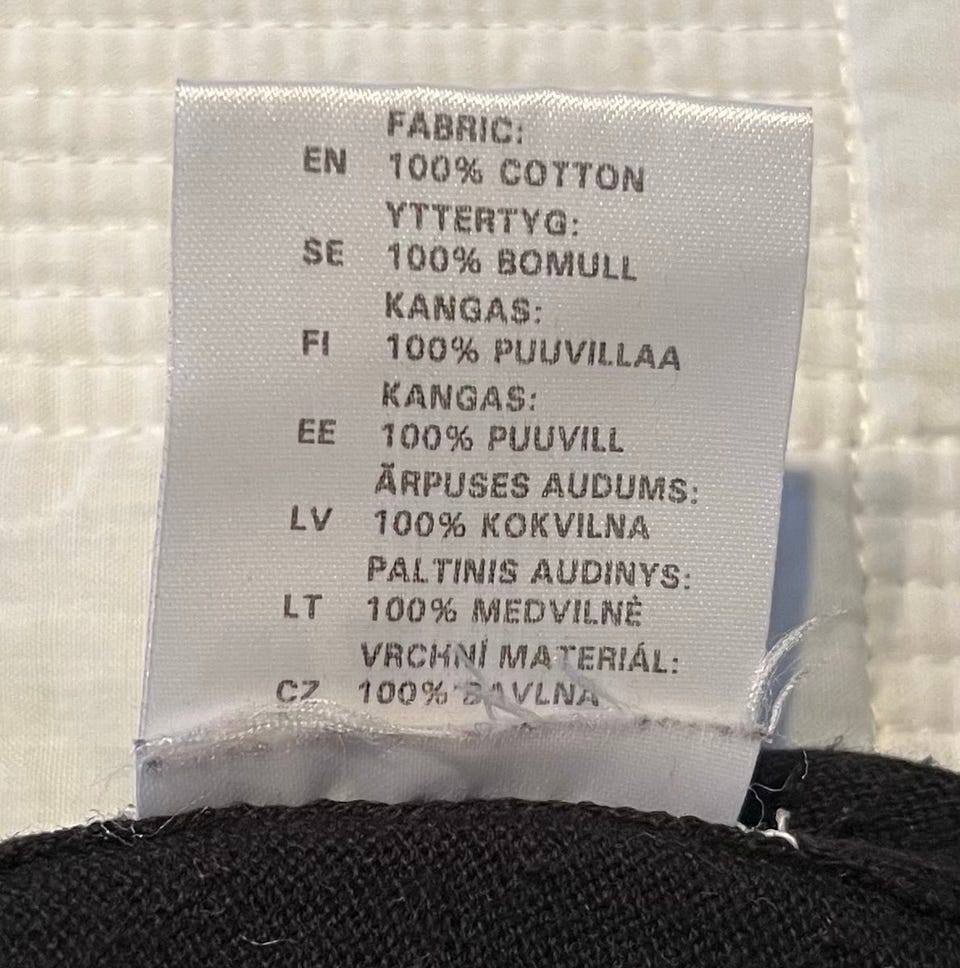 FABRIC:
EN 100% COTTON
YTTERTYG:
SE 100% BOMULL
KANGAS:
FI 100% PUUVILLAA
KANGAS:
EE 100% PUUVILL
ĀRPUSES AUDUMS:
LV 100% KOKVILNA
PALTINIS AUDINYS:
LT 100% MEDVILNĖ
VRCHNÍ MATERIÁL:
CZ 100% BAVLNA